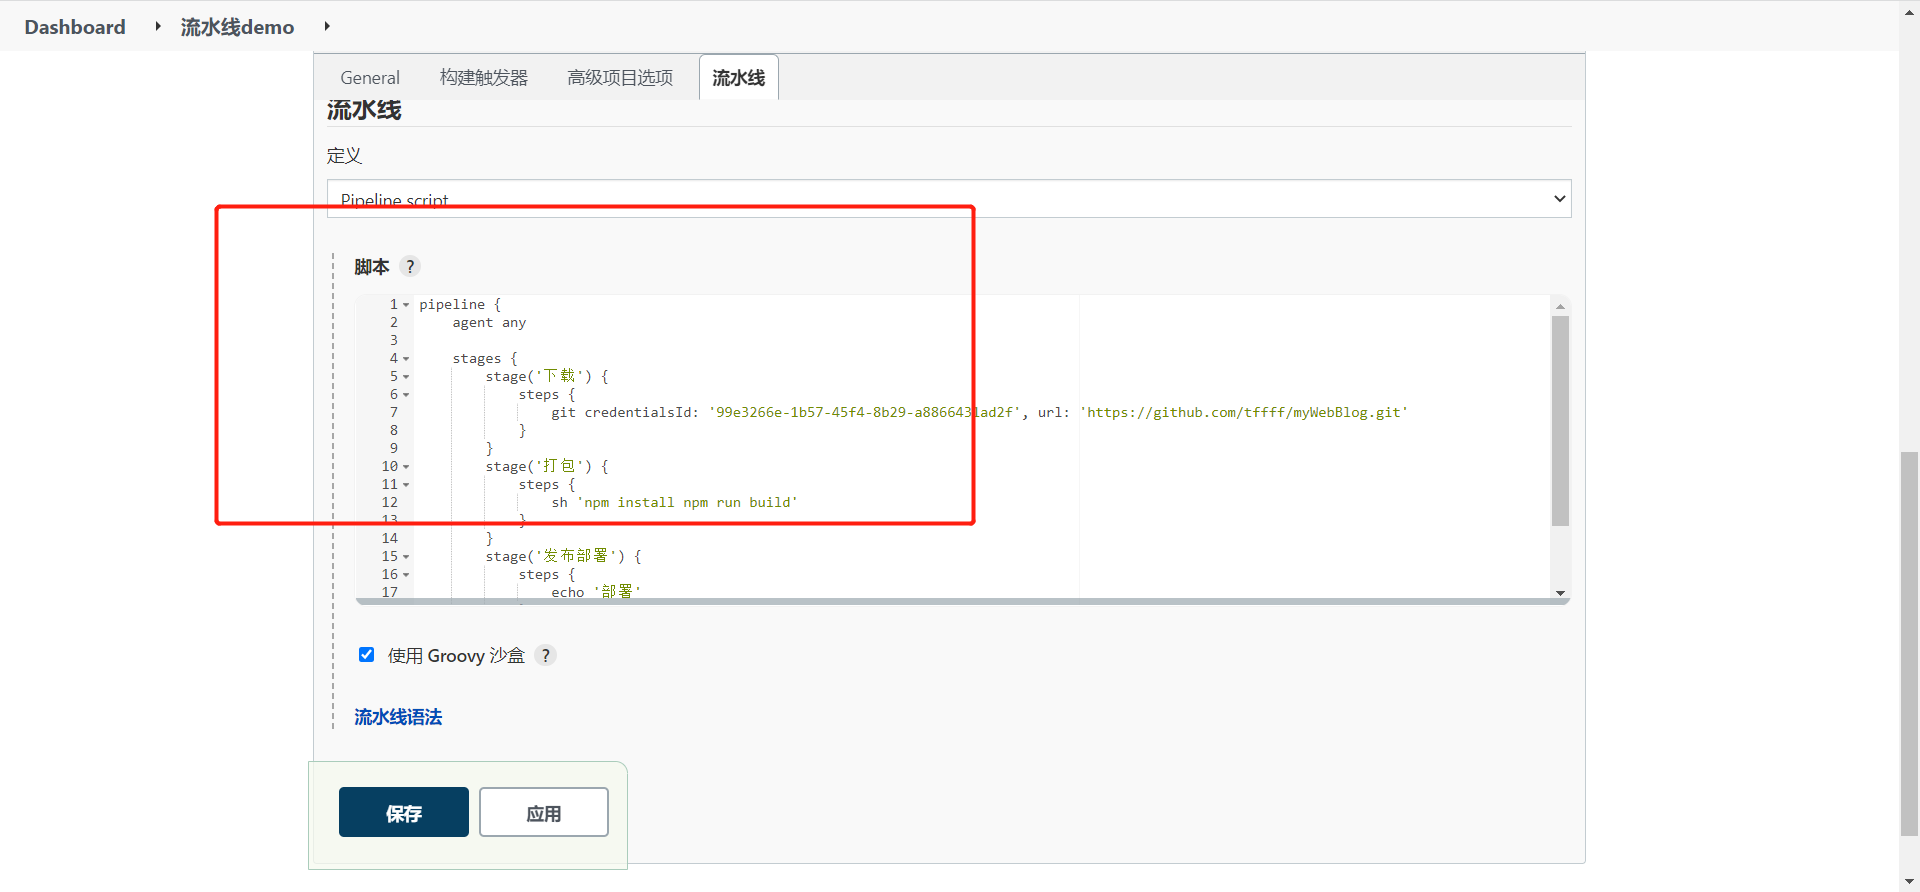 Dashboard 流水线demo
General 构建触发器 高级项目选项 流水线
流水线
定义
Pipeline script
脚本 ?
1 pipeline {
2     agent any
3
4     stages {
5         stage('下载') {
6             steps {
7                 git credentialsId: '99e3266e-1b57-45f4-8b29-a8866431ad2f', url: 'https://github.com/tffff/myWebBlog.git'
8             }
9         }
10         stage('打包') {
11             steps {
12                 sh 'npm install npm run build'
13             }
14         }
15         stage('发布部署') {
16             steps {
17                 echo '部署'
使用 Groovy 沙盒 ?
流水线语法
保存 应用